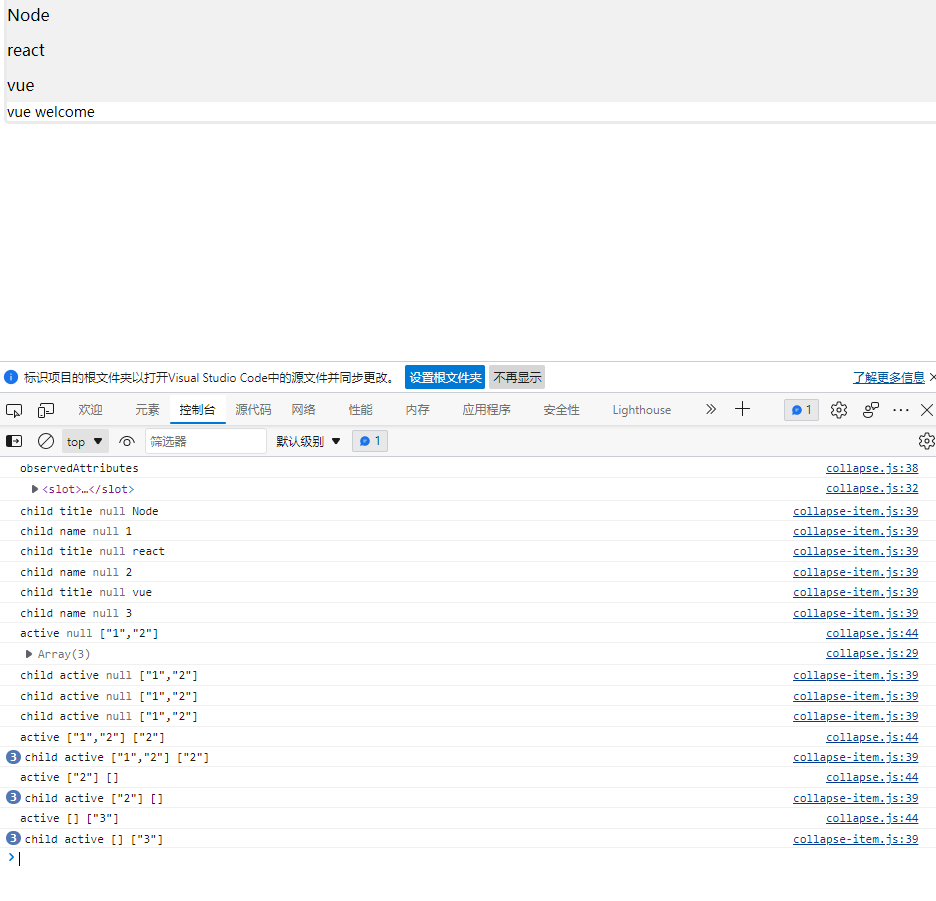 Node
react
vue
vue welcome
标识项目的根文件夹以打开Visual Studio Code中的源文件并同步更改。 设置根文件夹 不再显示 了解更多信息
欢迎 元素 控制台 源代码 网络 性能 内存 应用程序 安全性 Lighthouse 1
top 筛选器 默认级别 1
observedAttributes collapse.js:38
<slot>…</slot> collapse.js:32
child title null Node collapse-item.js:39
child name null 1 collapse-item.js:39
child title null react collapse-item.js:39
child name null 2 collapse-item.js:39
child title null vue collapse-item.js:39
child name null 3 collapse-item.js:39
active null ["1","2"] collapse.js:44
Array(3) collapse.js:29
child active null ["1","2"] collapse-item.js:39
child active null ["1","2"] collapse-item.js:39
child active null ["1","2"] collapse-item.js:39
active ["1","2"] ["2"] collapse.js:44
3 child active ["1","2"] ["2"] collapse-item.js:39
active ["2"] [] collapse.js:44
3 child active ["2"] [] collapse-item.js:39
active [] ["3"] collapse.js:44
3 child active [] ["3"] collapse-item.js:39